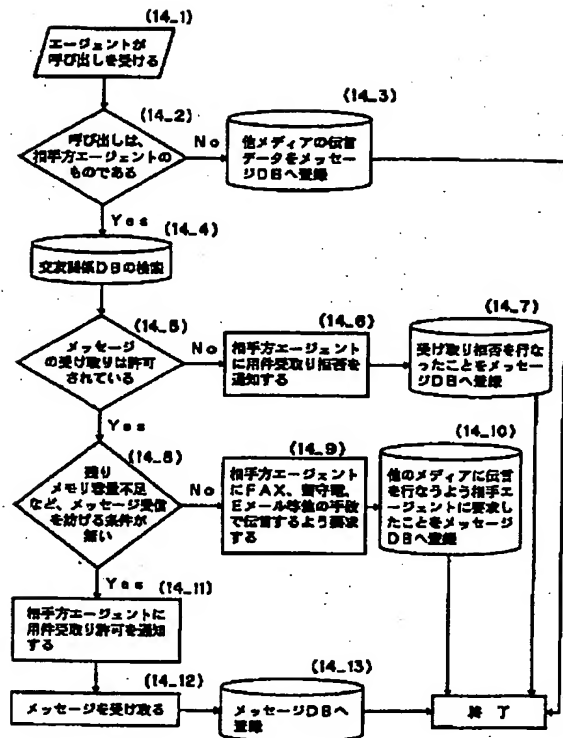 (14_1)
エージェントが
呼び出しを受ける
(14_2)
呼び出しは、
相手方エージェントの
ものである
No
(14_3)
他メディアの伝言
データをメッセー
ジDBへ登録
Yes
(14_4)
交友関係DBの検索
(14_5)
メッセージ
の受け取りは許可
されている
No
(14_6)
相手方エージェント
に用件受取り拒否を
通知する
(14_7)
受け取り拒否を行な
ったことをメッセー
ジDBへ登録
Yes
(14_8)
残り
メモリ容量不足
など、メッセージ受信
を妨げる条件が
無い
No
(14_9)
相手方エージェント
にFAX、留守電、
Eメール等他の手段
で伝言するよう要求
する
(14_10)
他のメディアに伝言
を行なうよう相手エ
ージェントに要求し
たことをメッセージ
DBへ登録
Yes
(14_11)
相手方エージェントに
用件受取り許可を通知
する
(14_12)
メッセージを受け取る
(14_13)
メッセージDBへ
登録
終了